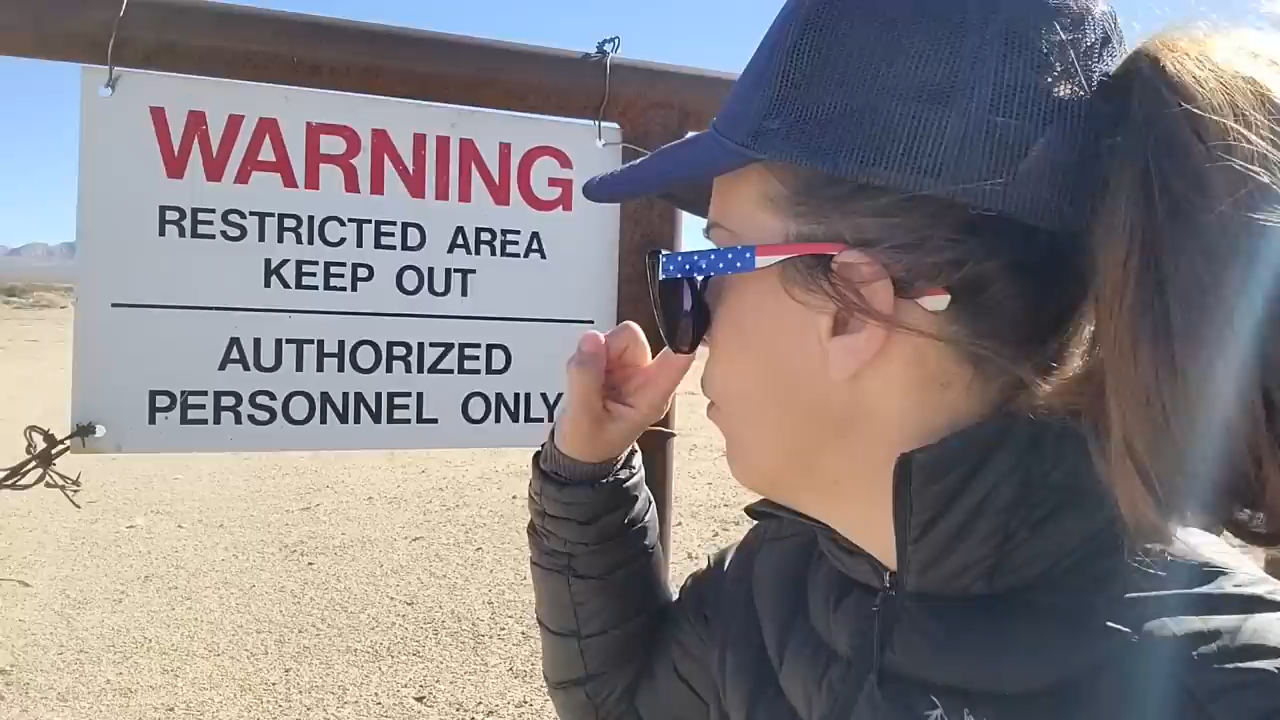 WARNING
RESTRICTED AREA
KEEP OUT
AUTHORIZED
PERSONNEL ONLY